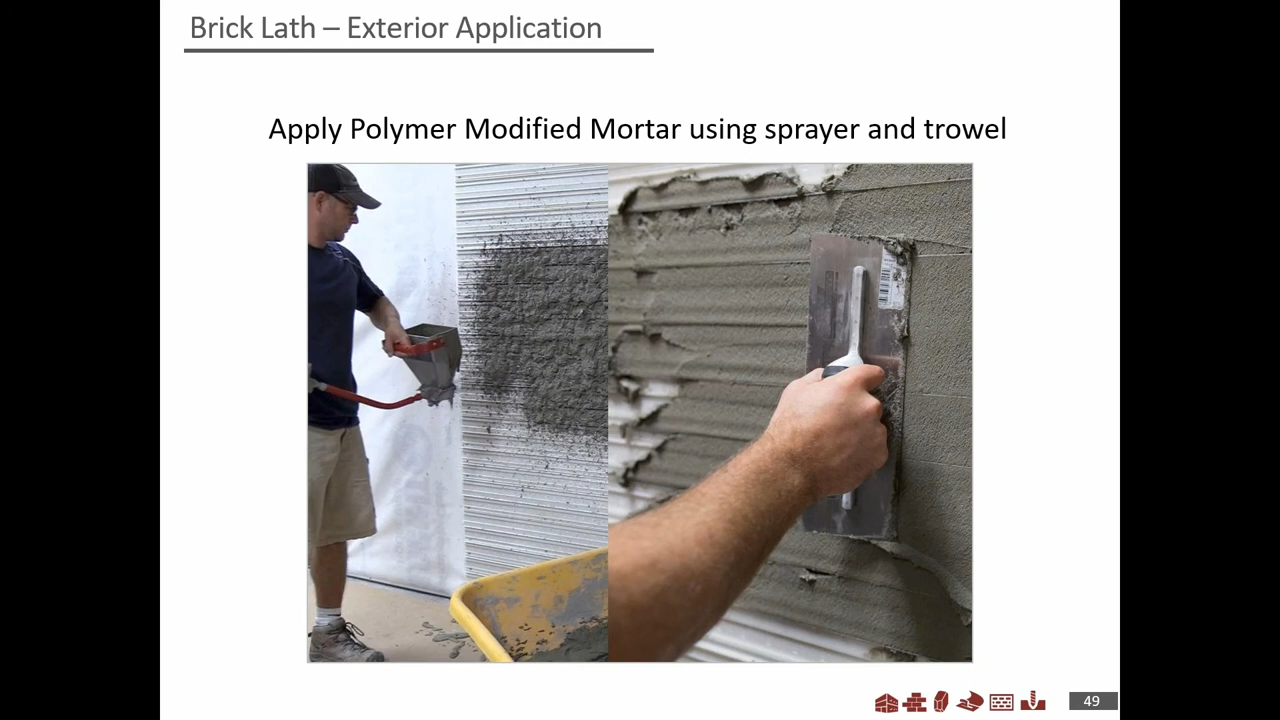 Brick Lath – Exterior Application
Apply Polymer Modified Mortar using sprayer and trowel
49